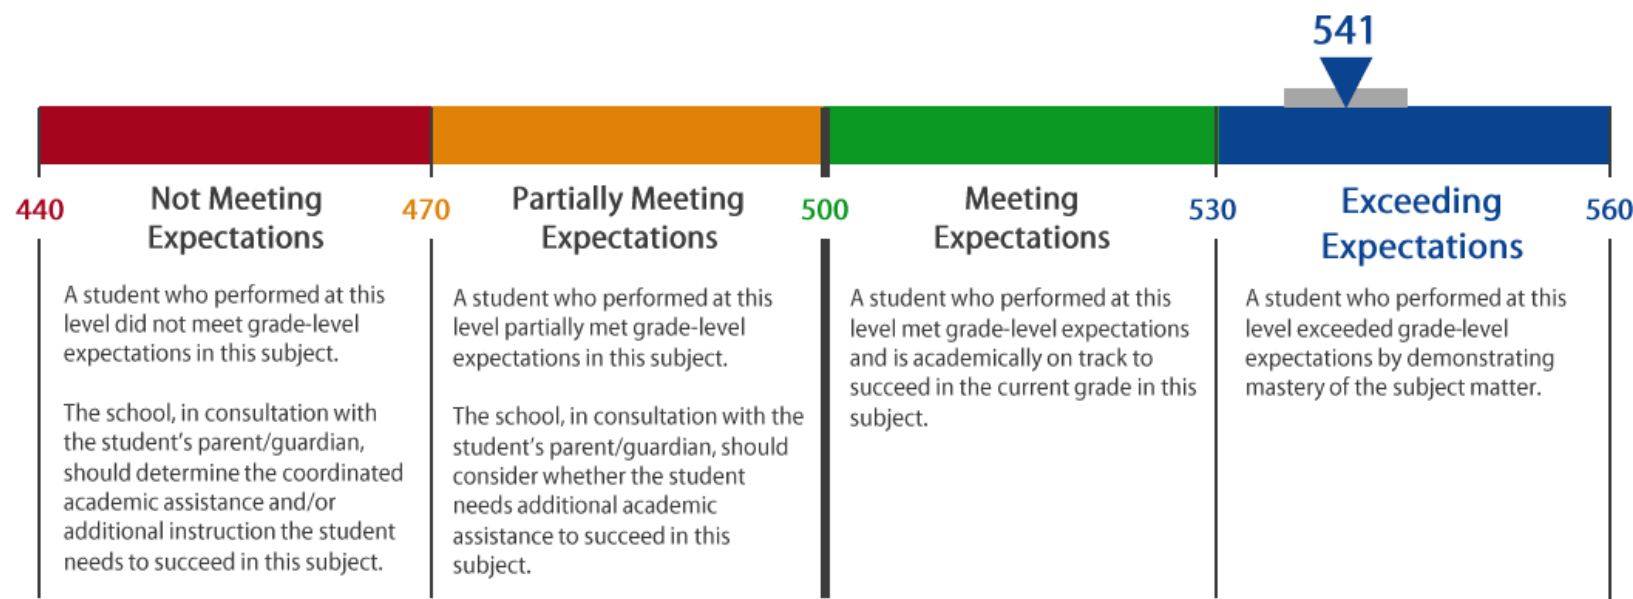 541
440
Not Meeting
Expectations
470
Partially Meeting
Expectations
500
Meeting
Expectations
530
Exceeding
Expectations
560
A student who performed at this
level did not meet grade-level
expectations in this subject.
The school, in consultation with
the student's parent/guardian,
should determine the coordinated
academic assistance and/or
additional instruction the student
needs to succeed in this subject.
A student who performed at this
level partially met grade-level
expectations in this subject.
The school, in consultation with the
student's parent/guardian, should
consider whether the student
needs additional academic
assistance to succeed in this
subject.
A student who performed at this
level met grade-level expectations
and is academically on track to
succeed in the current grade in this
subject.
A student who performed at this
level exceeded grade-level
expectations by demonstrating
mastery of the subject matter.